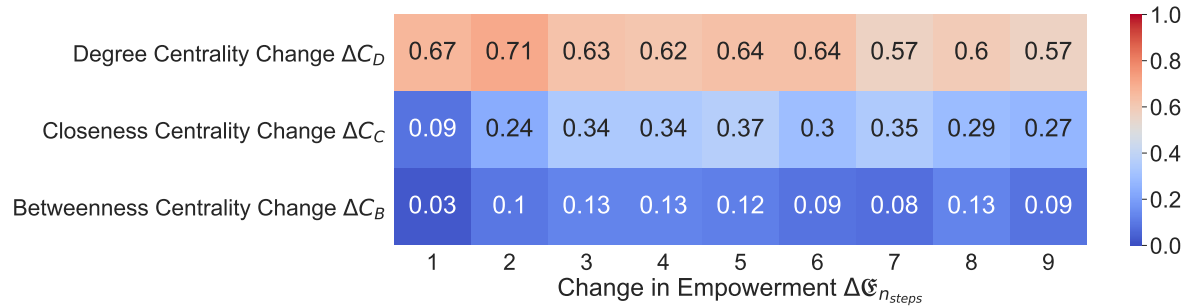 Degree Centrality Change ΔC_D 0.67 0.71 0.63 0.62 0.64 0.64 0.57 0.6 0.57
Closeness Centrality Change ΔC_C 0.09 0.24 0.34 0.34 0.37 0.3 0.35 0.29 0.27
Betweenness Centrality Change ΔC_B 0.03 0.1 0.13 0.13 0.12 0.09 0.08 0.13 0.09
1 2 3 4 5 6 7 8 9
Change in Empowerment Δ𝕰_{n_{steps}}
1.0
0.8
0.6
0.4
0.2
0.0